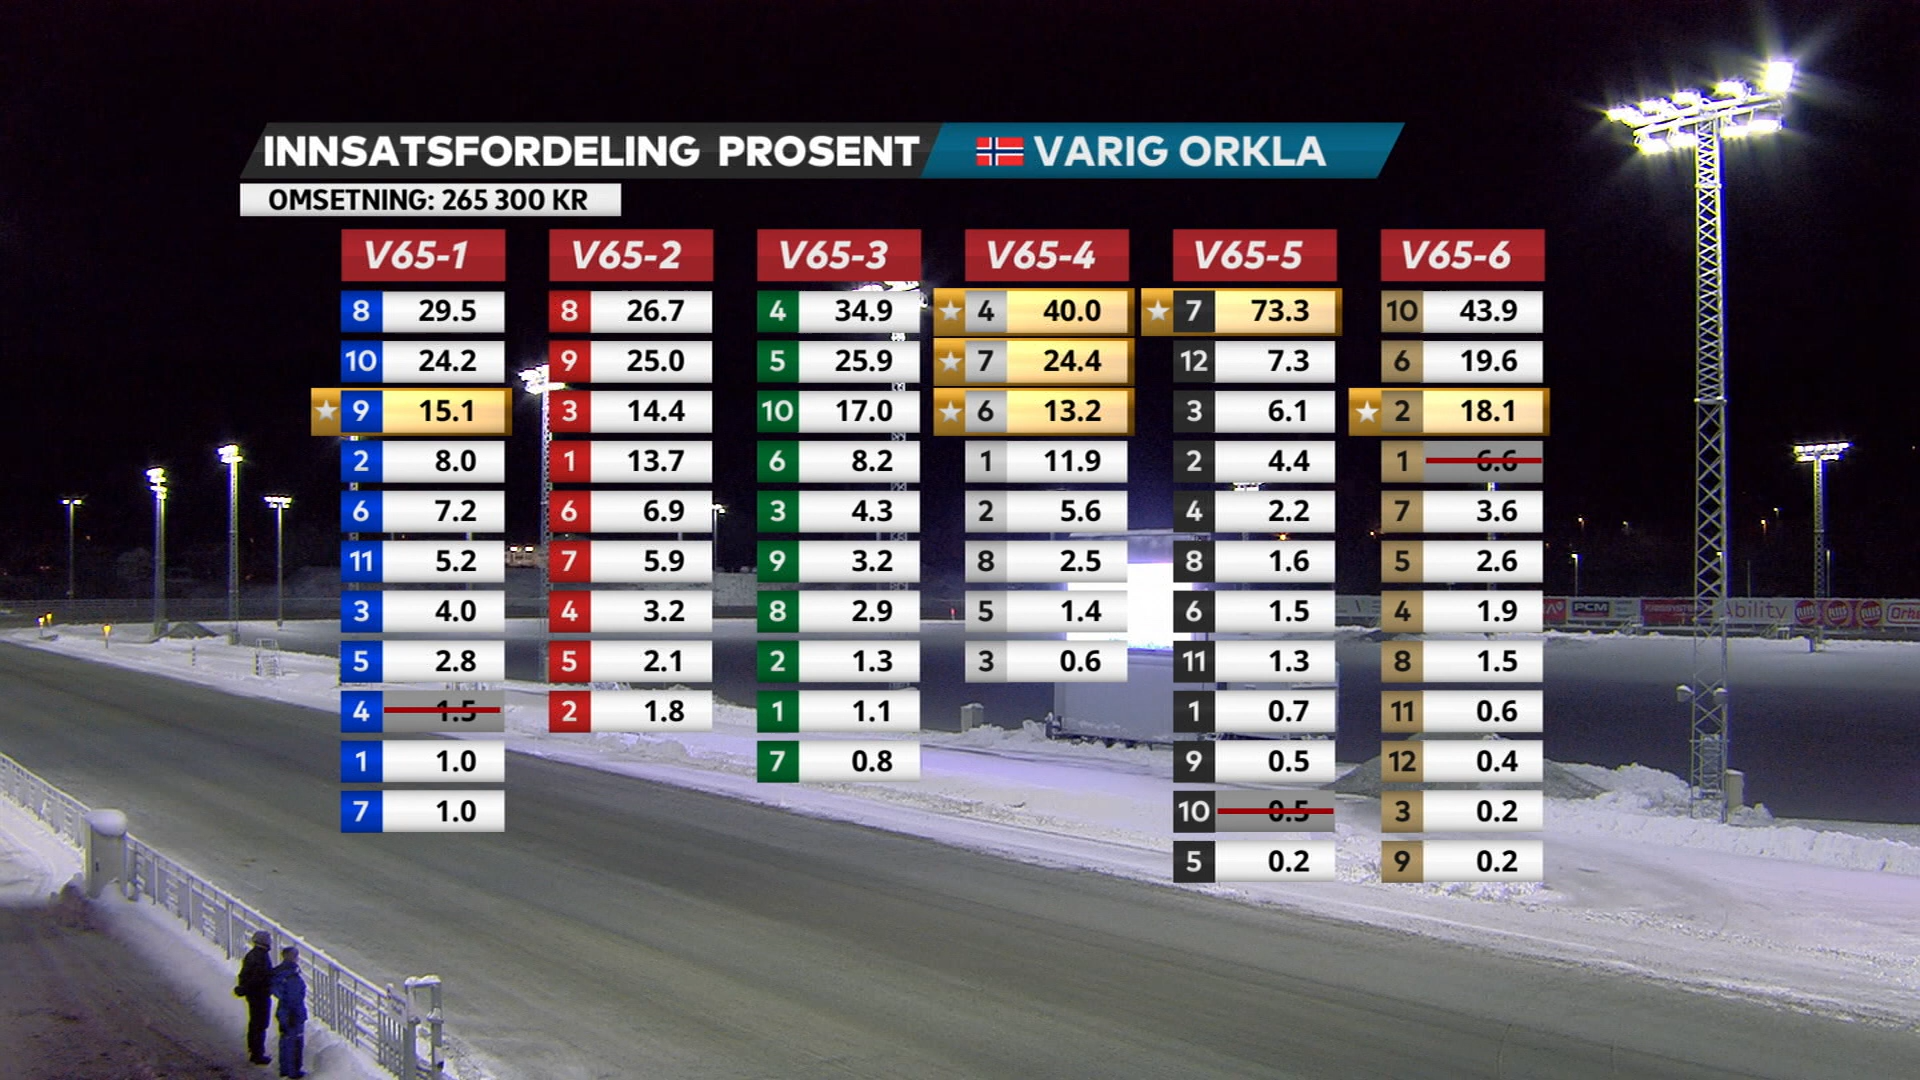 INNSATSFORDELING PROSENT VARIG ORKLA
OMSETNING: 265 300 KR
V65-1 V65-2 V65-3 V65-4 V65-5 V65-6
8 29.5 8 26.7 4 34.9 4 40.0 7 73.3 10 43.9
10 24.2 9 25.0 5 25.9 7 24.4 12 7.3 6 19.6
9 15.1 3 14.4 10 17.0 6 13.2 3 6.1 2 18.1
2 8.0 1 13.7 6 8.2 1 11.9 2 4.4 1 6.6
6 7.2 6 6.9 3 4.3 2 5.6 4 2.2 7 3.6
11 5.2 7 5.9 9 3.2 8 2.5 8 1.6 5 2.6
3 4.0 4 3.2 8 2.9 5 1.4 6 1.5 4 1.9
5 2.8 5 2.1 2 1.3 3 0.6 11 1.3 8 1.5
4 1.5 2 1.8 1 1.1 1 0.7 11 0.6
1 1.0 7 0.8 9 0.5 12 0.4
7 1.0 10 0.5 3 0.2
5 0.2 9 0.2
PCM